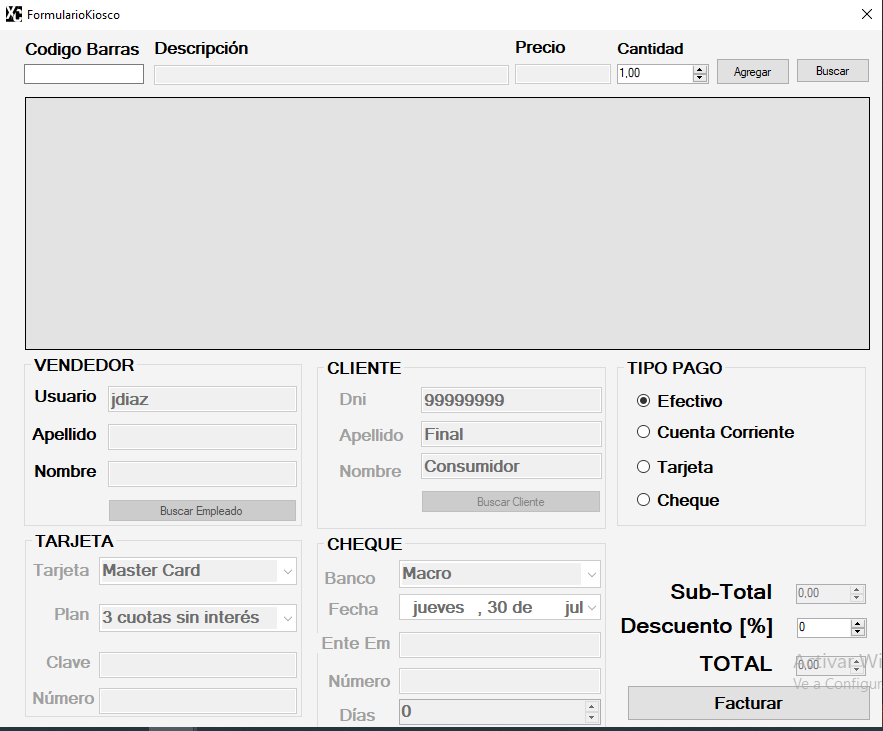 XC FormularioKiosco
Codigo Barras Descripción Precio Cantidad
1,00 Agregar Buscar
VENDEDOR
Usuario jdiaz
Apellido
Nombre
Buscar Empleado
CLIENTE
Dni 99999999
Apellido Final
Nombre Consumidor
Buscar Cliente
TIPO PAGO
Efectivo
Cuenta Corriente
Tarjeta
Cheque
TARJETA
Tarjeta Master Card
Plan 3 cuotas sin interés
Clave
Número
CHEQUE
Banco Macro
Fecha jueves , 30 de jul
Ente Em
Número
Días 0
Sub-Total 0,00
Descuento [%] 0
TOTAL 0,00
Activar Wi
Ve a Configur
Facturar